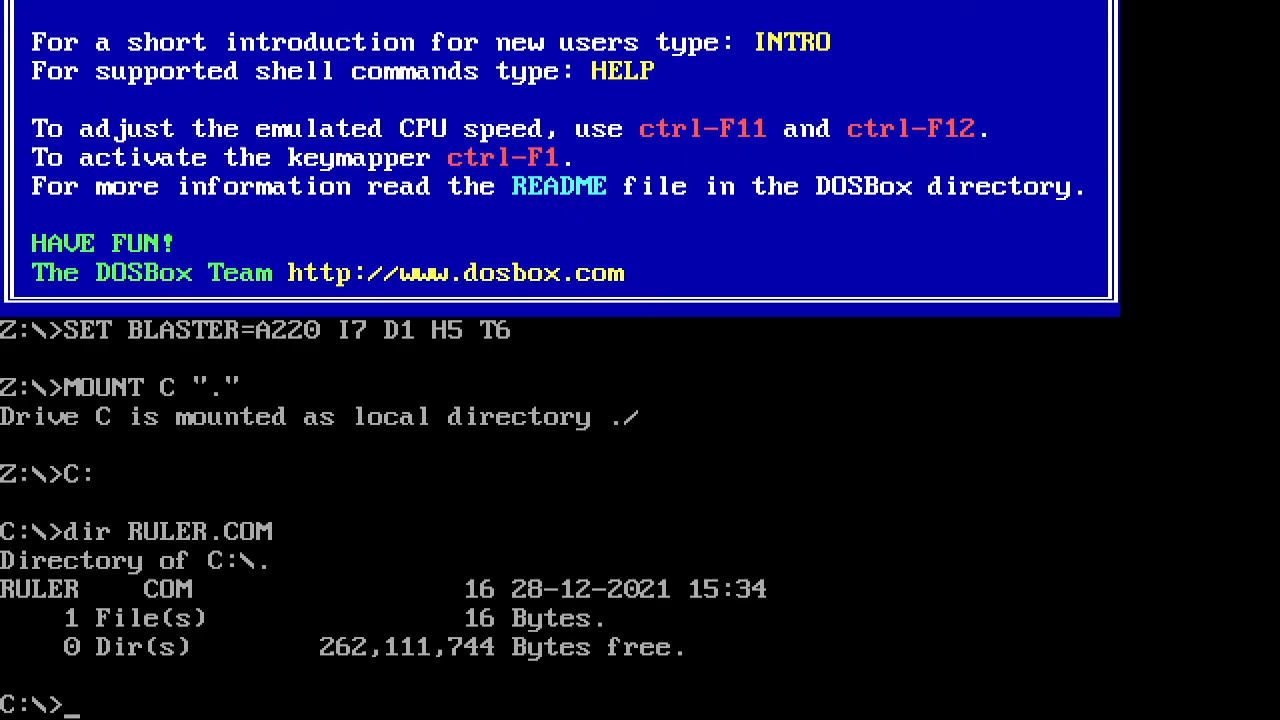 For a short introduction for new users type: INTRO
For supported shell commands type: HELP
To adjust the emulated CPU speed, use ctrl-F11 and ctrl-F12.
To activate the keymapper ctrl-F1.
For more information read the README file in the DOSBox directory.
HAVE FUN!
The DOSBox Team http://www.dosbox.com
Z:\>SET BLASTER=A220 I7 D1 H5 T6
Z:\>MOUNT C "."
Drive C is mounted as local directory ./
Z:\>C:
C:\>dir RULER.COM
Directory of C:\.
RULER    COM                 16 28-12-2021 15:34
    1 File(s)                16 Bytes.
    0 Dir(s)        262,111,744 Bytes free.
C:\>_